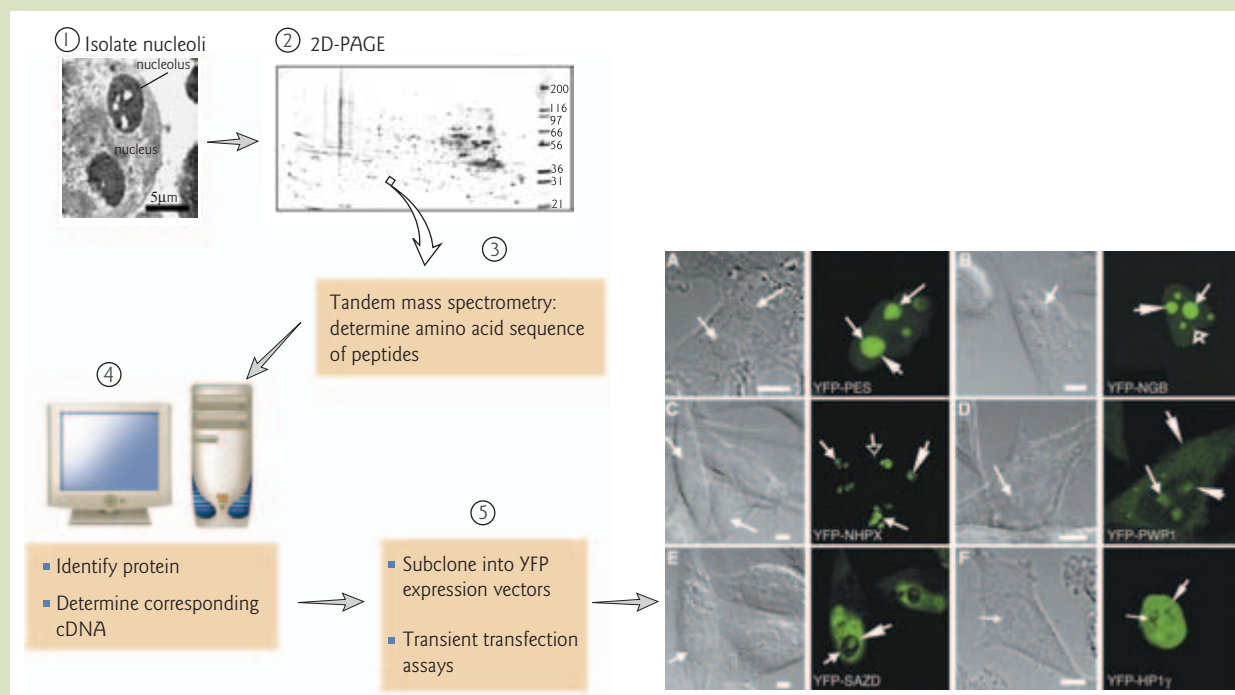 ① Isolate nucleoli
nucleolus
nucleus
5µm
② 2D-PAGE
200
116
97
66
56
36
31
21
③
Tandem mass spectrometry:
determine amino acid sequence
of peptides
④
▪ Identify protein
▪ Determine corresponding
cDNA
⑤
▪ Subclone into YFP
expression vectors
▪ Transient transfection
assays
A
YFP-PES
B
YFP-NGB
C
YFP-NHPX
D
YFP-PWP1
E
YFP-SAZD
F
YFP-HP1γ